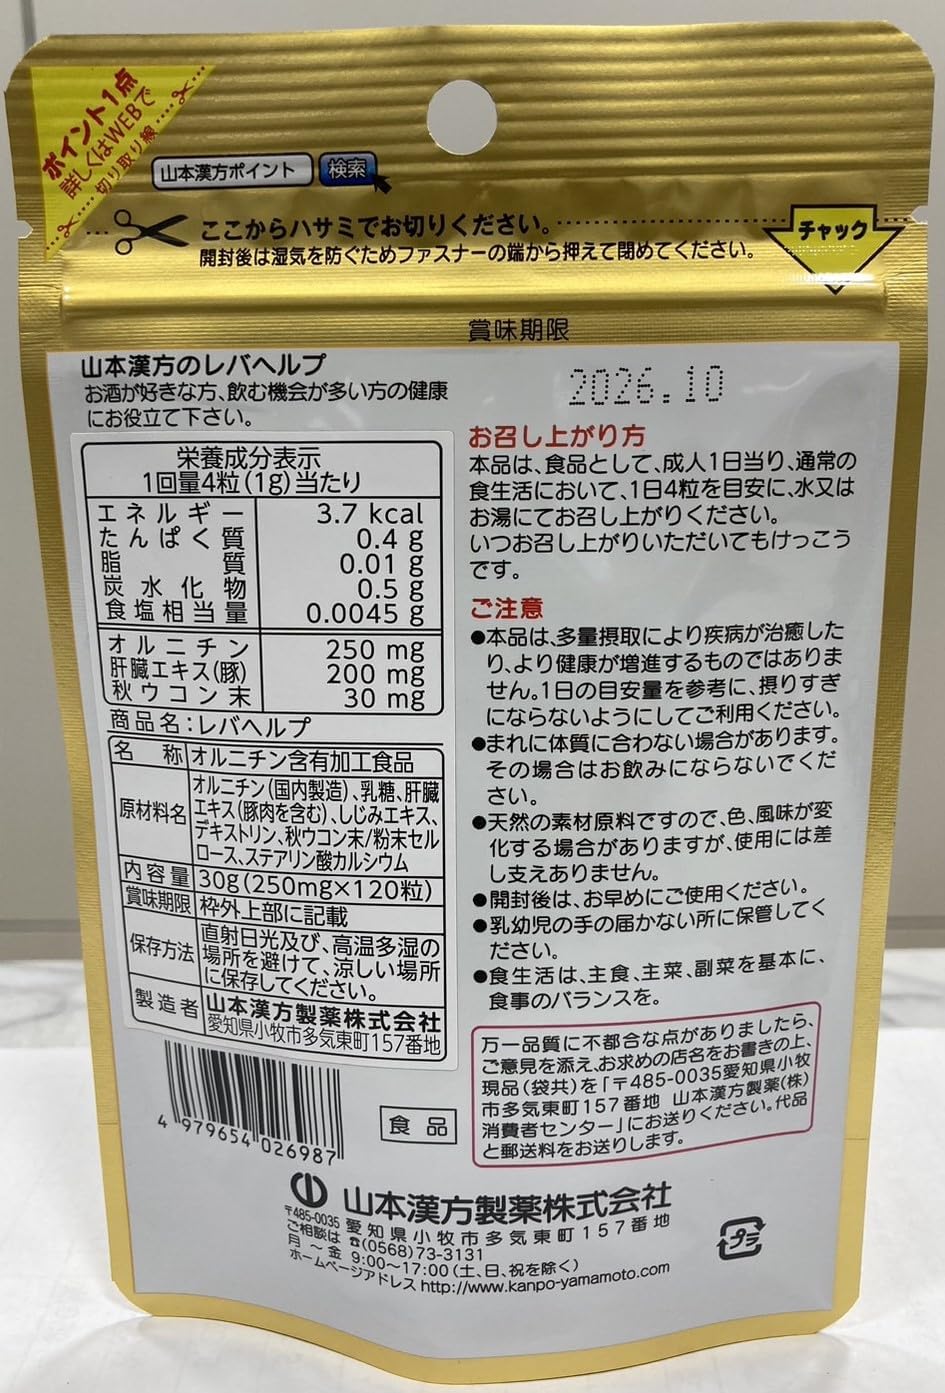 ポイント1点
詳しくはWEBで
切り取り線
山本漢方ポイント 検索
ここからハサミでお切りください。
チャック
開封後は湿気を防ぐためファスナーの端から押えて閉めてください。
賞味期限
2026.10
山本漢方のレバヘルプ
お酒が好きな方、飲む機会が多い方の健康
にお役立て下さい。
栄養成分表示
1回量4粒(1g)当たり
エネルギー 3.7 kcal
たんぱく質 0.4 g
脂質 0.01 g
炭水化物 0.5 g
食塩相当量 0.0045 g
オルニチン 250 mg
肝臓エキス(豚) 200 mg
秋ウコン末 30 mg
商品名:レバヘルプ
名称 オルニチン含有加工食品
原材料名 オルニチン(国内製造)、乳糖、肝臓
エキス(豚肉を含む)、しじみエキス、
デキストリン、秋ウコン末/粉末セル
ロース、ステアリン酸カルシウム
内容量 30g(250mg×120粒)
賞味期限 枠外上部に記載
保存方法 直射日光及び、高温多湿の
場所を避けて、涼しい場所
に保存してください。
製造者 山本漢方製薬株式会社
愛知県小牧市多気東町157番地
4 979654 026987
食品
お召し上がり方
本品は、食品として、成人1日当り、通常の
食生活において、1日4粒を目安に、水又は
お湯にてお召し上がりください。
いつお召し上がりいただいてもけっこう
です。
ご注意
●本品は、多量摂取により疾病が治癒した
り、より健康が増進するものではありま
せん。1日の目安量を参考に、摂りすぎ
にならないようにしてご利用ください。
●まれに体質に合わない場合があります。
その場合はお飲みにならないでくだ
さい。
●天然の素材原料ですので、色、風味が変
化する場合がありますが、使用には差
し支えありません。
●開封後は、お早めにご使用ください。
●乳幼児の手の届かない所に保管してく
ださい。
●食生活は、主食、主菜、副菜を基本に、
食事のバランスを。
万一品質に不都合な点がありましたら、
ご意見を添え、お求めの店名をお書きの上、
現品(袋共)を「〒485-0035愛知県小牧
市多気東町157番地 山本漢方製薬(株)
消費者センター」にお送りください。代品
と郵送料をお送りします。
山本漢方製薬株式会社
〒485-0035 愛知県小牧市多気東町157番地
ご相談は ☎(0568)73-3131
月~金 9:00~17:00(土、日、祝を除く)
ホームページアドレス http://www.kanpo-yamamoto.com
プラ